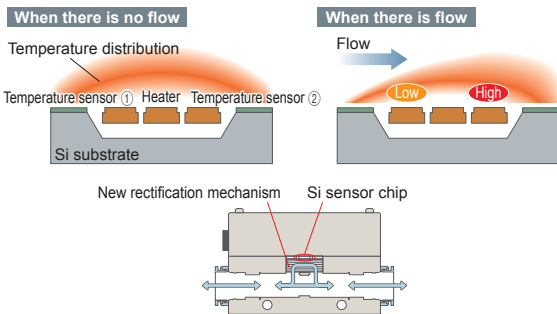 When there is no flow
When there is flow
Temperature distribution
Flow
Temperature sensor ① Heater Temperature sensor ②
Low
High
Si substrate
New rectification mechanism
Si sensor chip